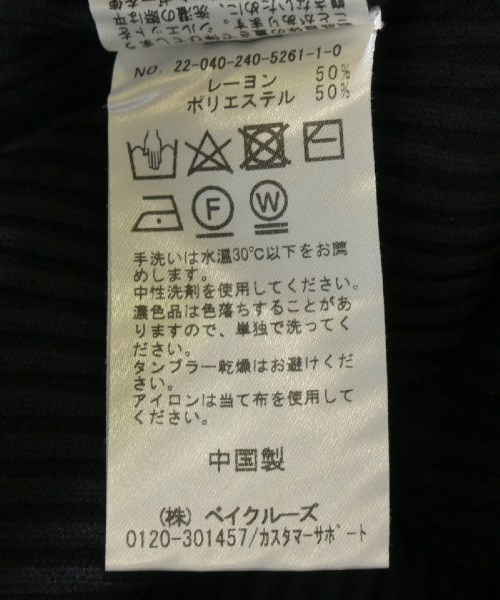 NO. 22-040-240-5261-1-0
レーヨン 50%
ポリエステル 50%
F
W
手洗いは水温30℃以下をお薦
めします。
中性洗剤を使用してください。
濃色品は色落ちすることがあ
りますので、単独で洗ってく
ださい。
タンブラー乾燥はお避けくだ
さい。
アイロンは当て布を使用して
ください。
中国製
(株) ベイクルーズ
0120-301457/カスタマーサポート